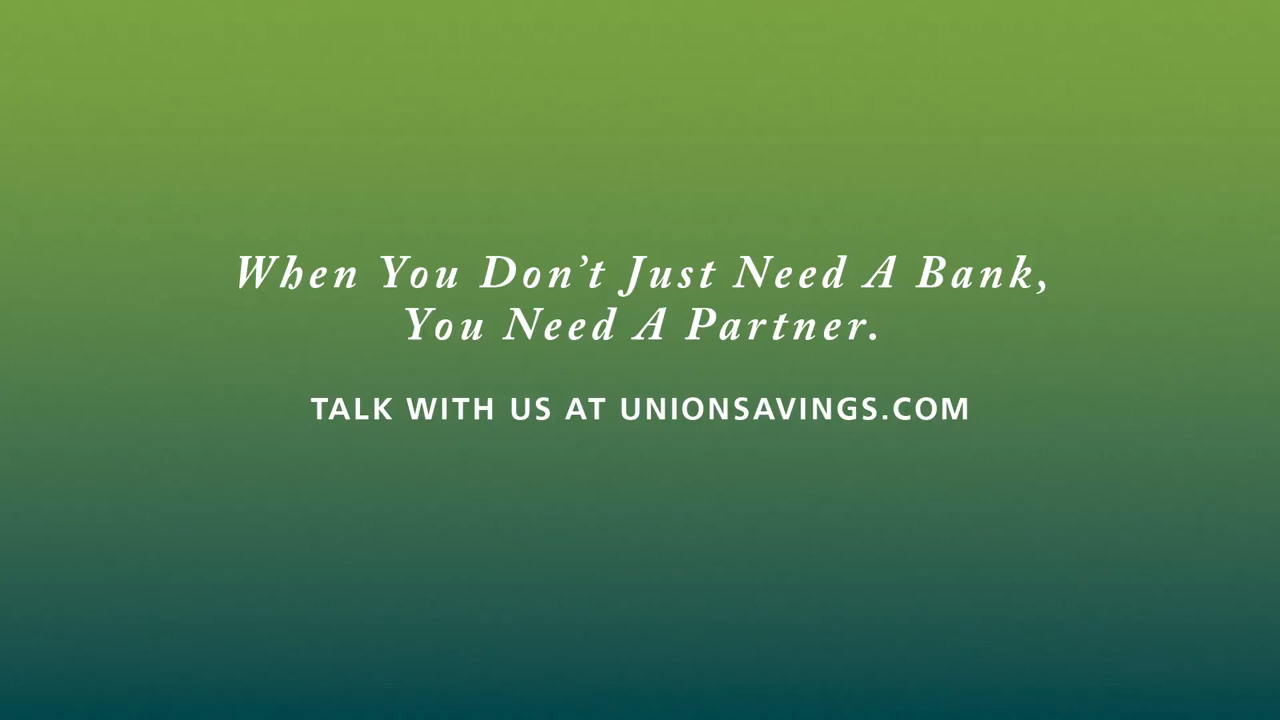 When You Don’t Just Need A Bank,
You Need A Partner.
TALK WITH US AT UNIONSAVINGS.COM